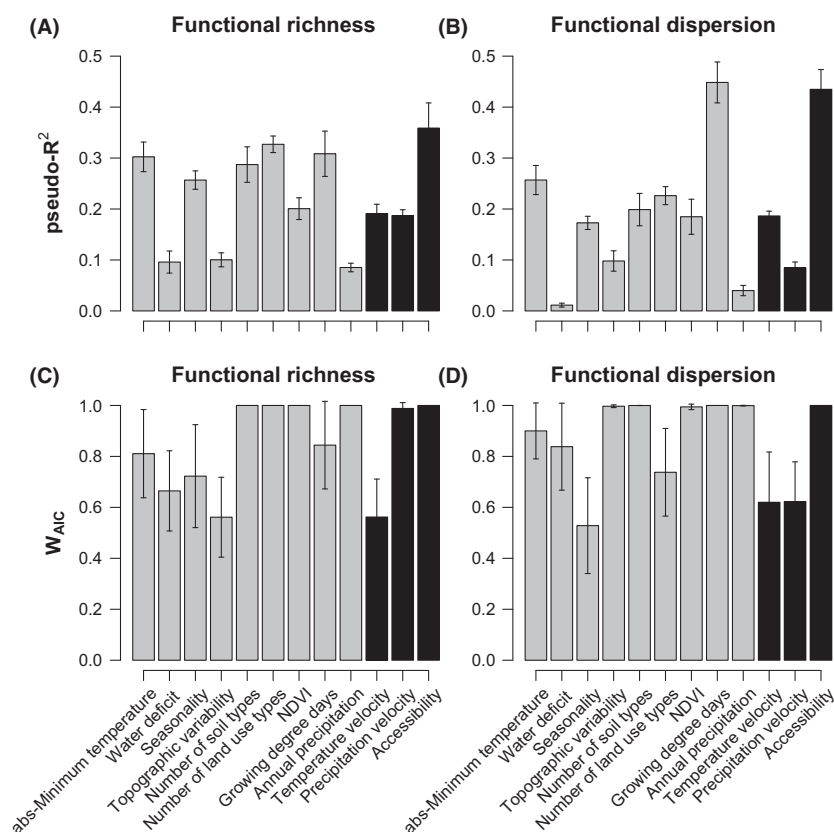 (A) Functional richness
(B) Functional dispersion
pseudo-R²
0.5
0.4
0.3
0.2
0.1
0.0
0.5
0.4
0.3
0.2
0.1
0.0
(C) Functional richness
(D) Functional dispersion
W_AIC
1.0
0.8
0.6
0.4
0.2
0.0
1.0
0.8
0.6
0.4
0.2
0.0
abs-Minimum temperature
Water deficit
Seasonality
Topographic variability
Number of soil types
Number of land use types
NDVI
Growing degree days
Annual precipitation
Temperature velocity
Precipitation velocity
Accessibility
abs-Minimum temperature
Water deficit
Seasonality
Topographic variability
Number of soil types
Number of land use types
NDVI
Growing degree days
Annual precipitation
Temperature velocity
Precipitation velocity
Accessibility